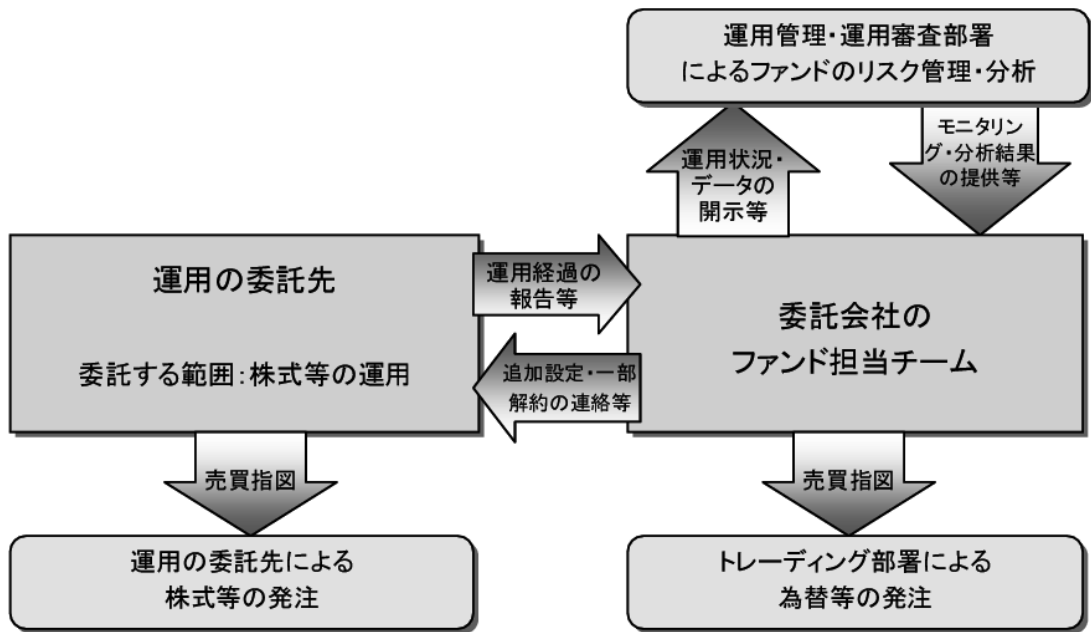 運用管理・運用審査部署
によるファンドのリスク管理・分析
運用状況・
データの
開示等
モニタリン
グ・分析結果
の提供等
運用の委託先
委託する範囲：株式等の運用
運用経過の
報告等
追加設定・一部
解約の連絡等
委託会社の
ファンド担当チーム
売買指図
売買指図
運用の委託先による
株式等の発注
トレーディング部署による
為替等の発注